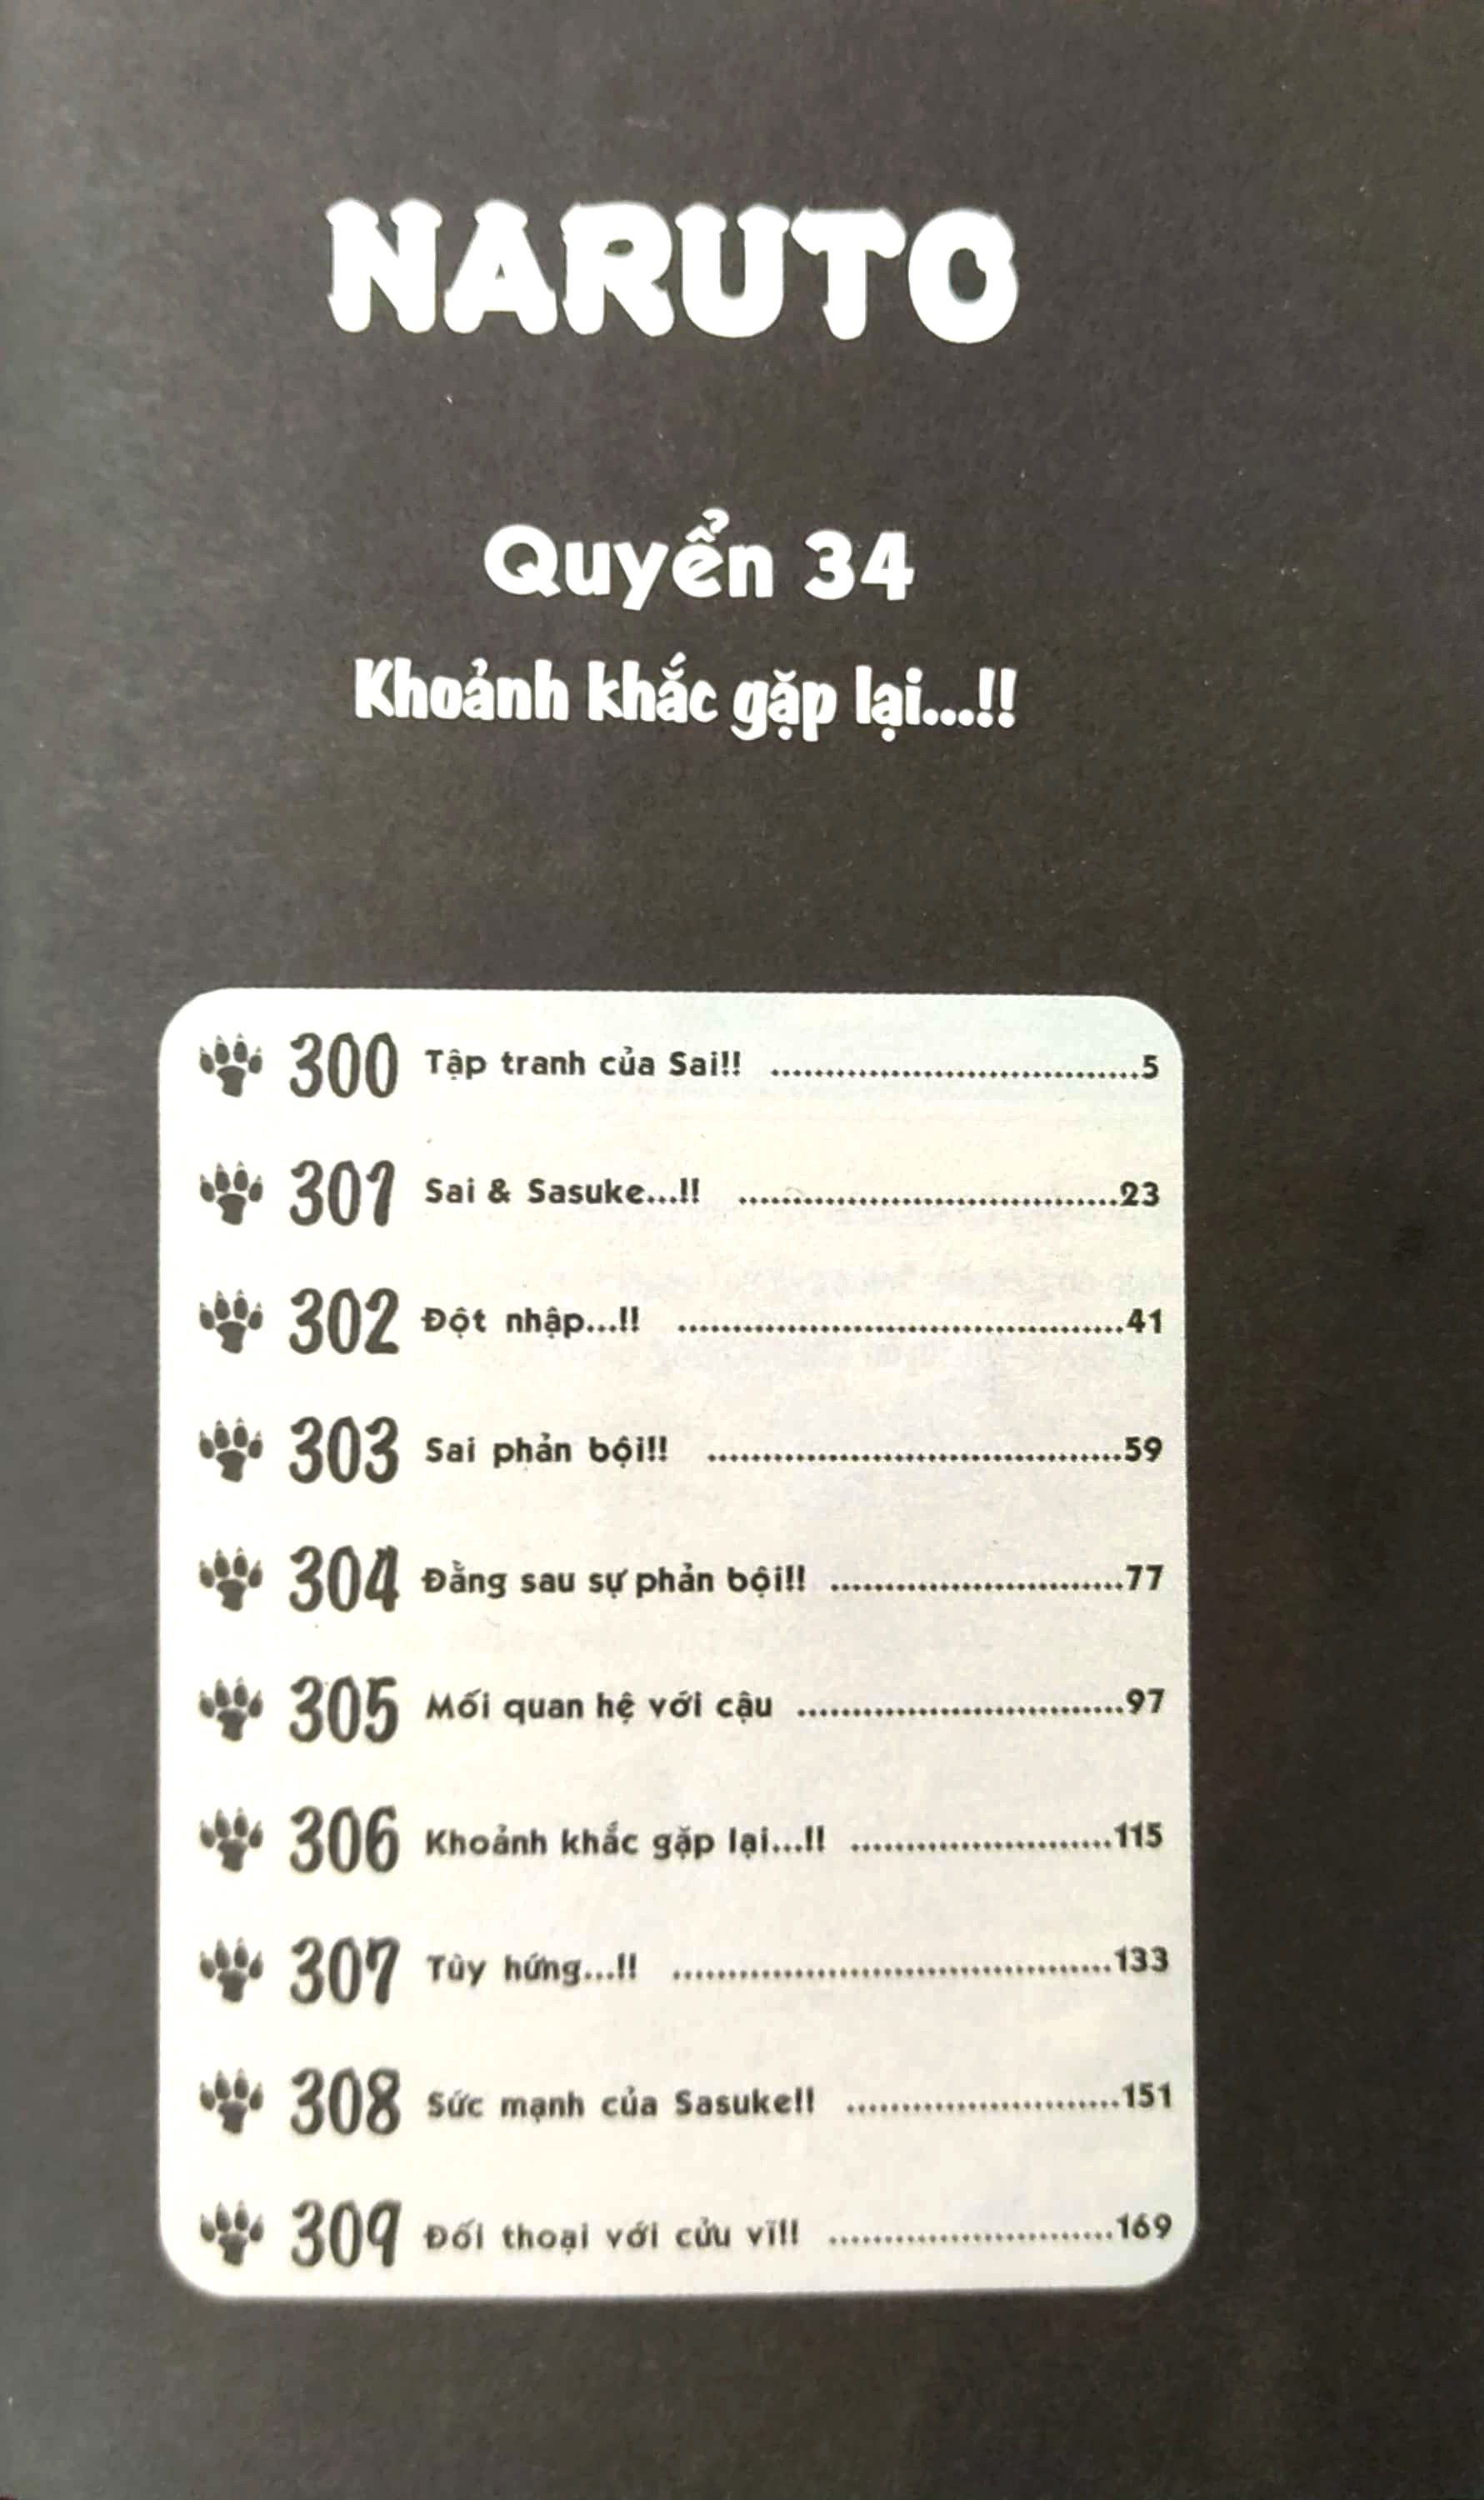 NARUTO
Quyển 34
Khoảnh khắc gặp lại...!!
300 Tập tranh của Sai!! ..................................5
301 Sai & Sasuke...!! ...................................23
302 Đột nhập...!! .........................................41
303 Sai phản bội!! ......................................59
304 Đằng sau sự phản bội!! ...........................77
305 Mối quan hệ với cậu ..............................97
306 Khoảnh khắc gặp lại...!! ........................115
307 Tùy hứng...!! ........................................133
308 Sức mạnh của Sasuke!! .........................151
309 Đối thoại với cửu vĩ!! ..........................169